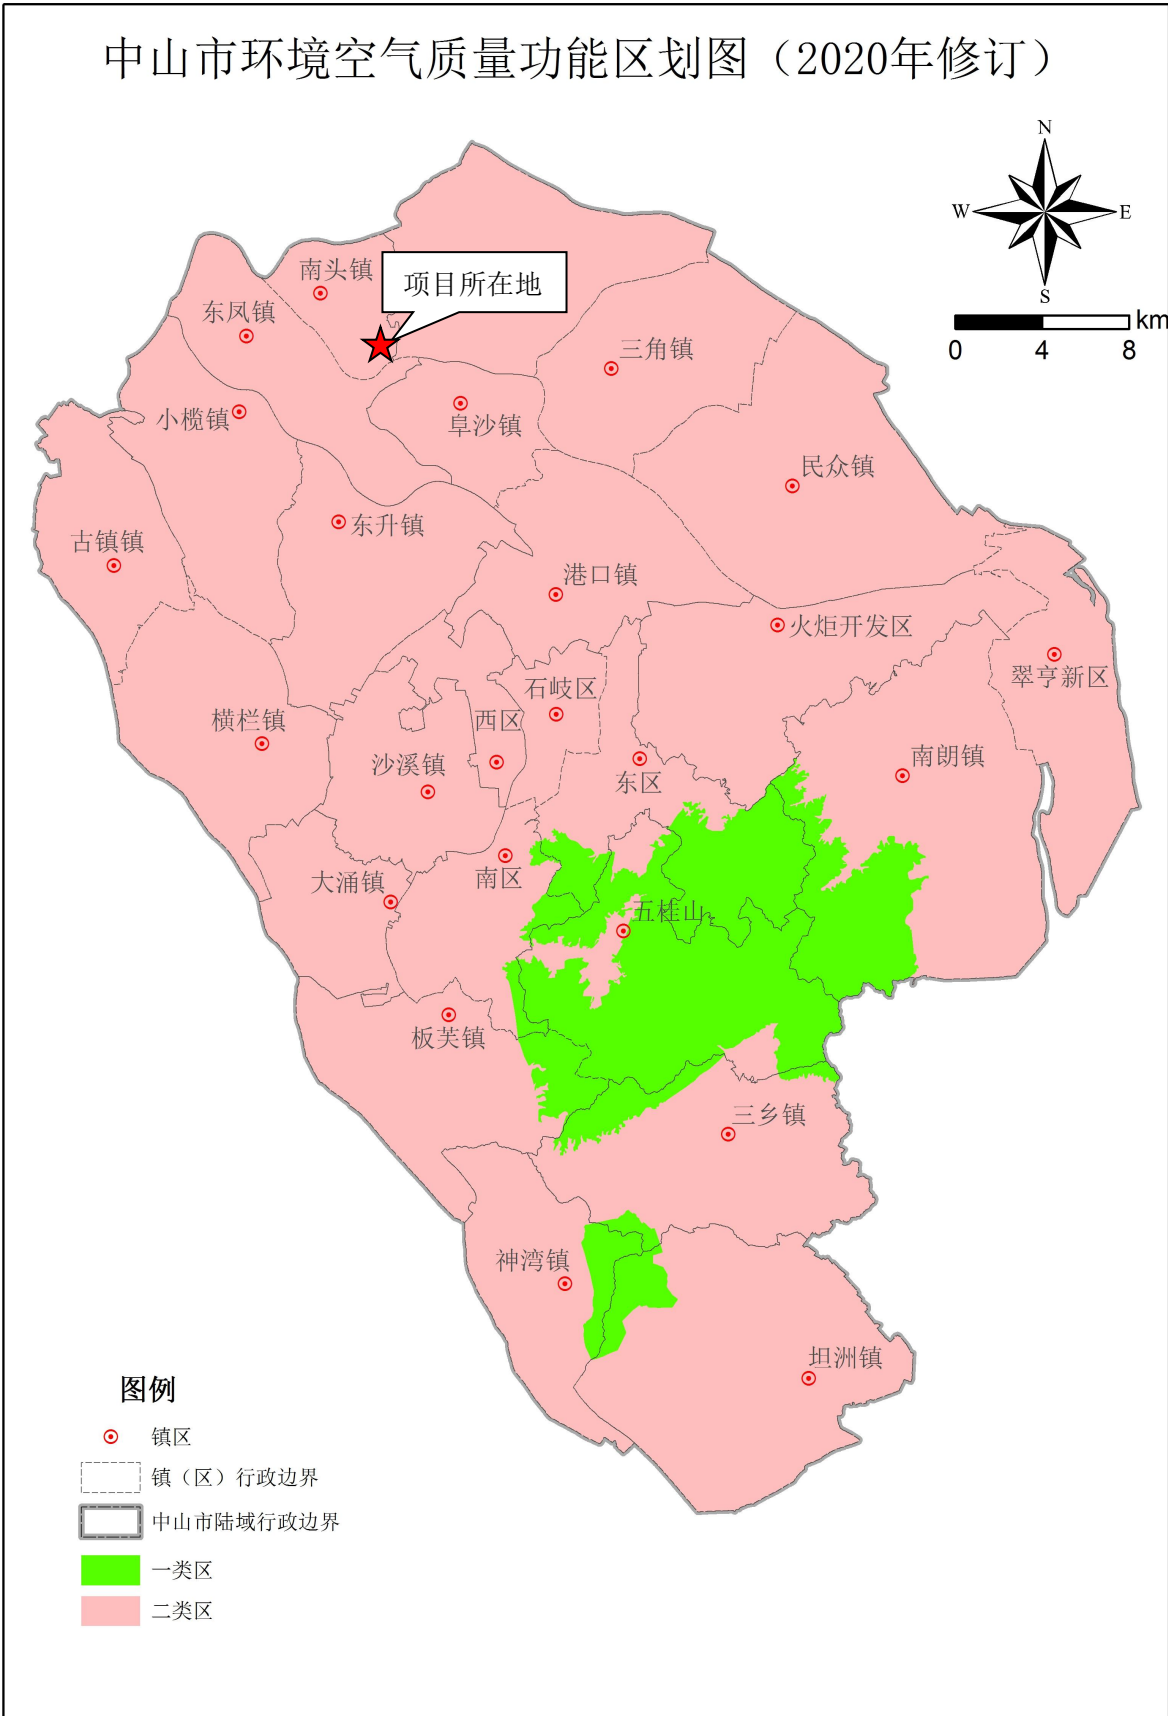 中山市环境空气质量功能区划图（2020年修订）
N
W
E
S
km
0
4
8
南头镇
项目所在地
东凤镇
三角镇
小榄镇
阜沙镇
民众镇
东升镇
古镇镇
港口镇
火炬开发区
翠亨新区
石岐区
西区
横栏镇
沙溪镇
东区
南朗镇
南区
大涌镇
五桂山
板芙镇
三乡镇
神湾镇
坦洲镇
图例
镇区
镇（区）行政边界
中山市陆域行政边界
一类区
二类区